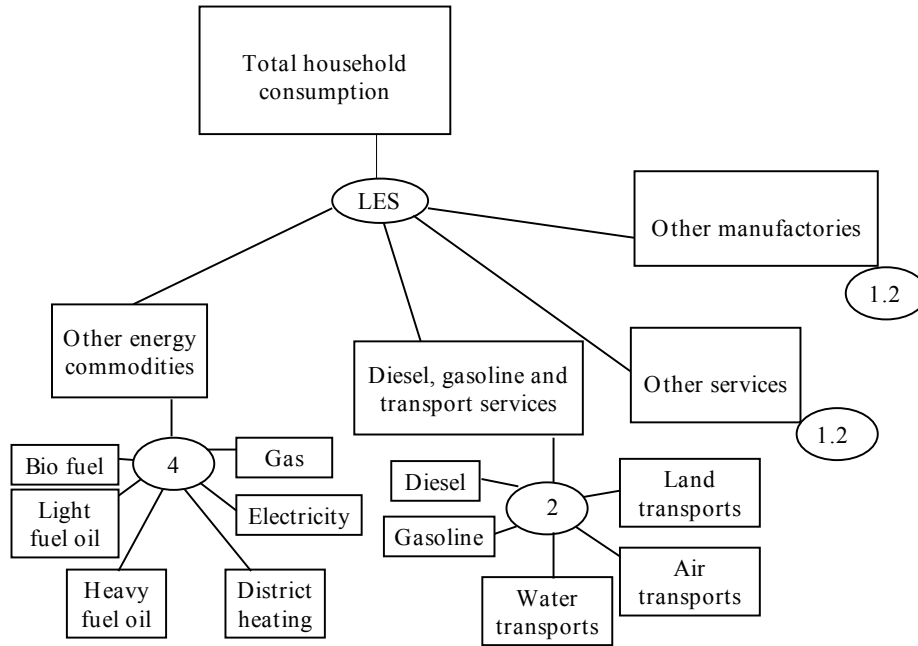 Total household
consumption
LES
Other manufactories
1.2
Other energy
commodities
Diesel, gasoline and
transport services
Other services
1.2
Bio fuel
4
Gas
Light
fuel oil
Electricity
Heavy
fuel oil
District
heating
Diesel
2
Land
transports
Gasoline
Water
transports
Air
transports